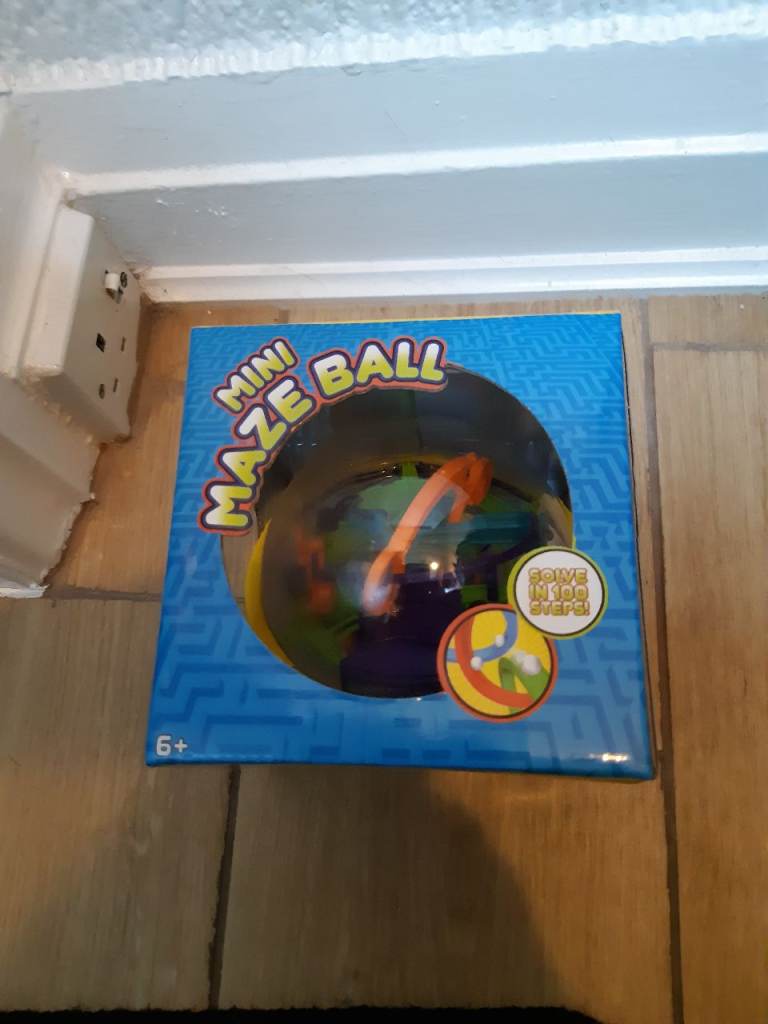 MINI
MAZE BALL
SOLVE
IN 100
STEPS!
6+